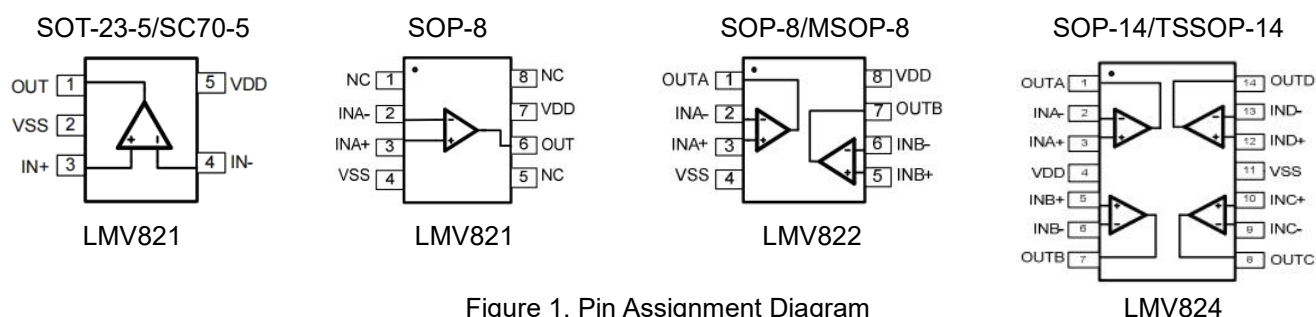 SOT-23-5/SC70-5 SOP-8 SOP-8/MSOP-8 SOP-14/TSSOP-14
OUT 1 5 VDD
VSS 2
IN+ 3 4 IN-
+ -
LMV821
NC 1 8 NC
INA- 2 7 VDD
INA+ 3 6 OUT
VSS 4 5 NC
- +
LMV821
OUTA 1 8 VDD
INA- 2 7 OUTB
INA+ 3 6 INB-
VSS 4 5 INB+
- +
- +
LMV822
OUTA 1 14 OUTD
INA- 2 13 IND-
INA+ 3 12 IND+
VDD 4 11 VSS
INB+ 5 10 INC+
INB- 6 9 INC-
OUTB 7 8 OUTC
- +
- +
+ -
+ -
LMV824
Figure 1. Pin Assignment Diagram